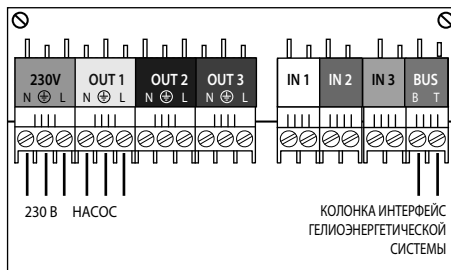 230V OUT 1 OUT 2 OUT 3 IN 1 IN 2 IN 3 BUS
N L N L N L N L B T
230 В НАСОС КОЛОНКА ИНТЕРФЕЙС
ГЕЛИОЭНЕРГЕТИЧЕСКОЙ
СИСТЕМЫ